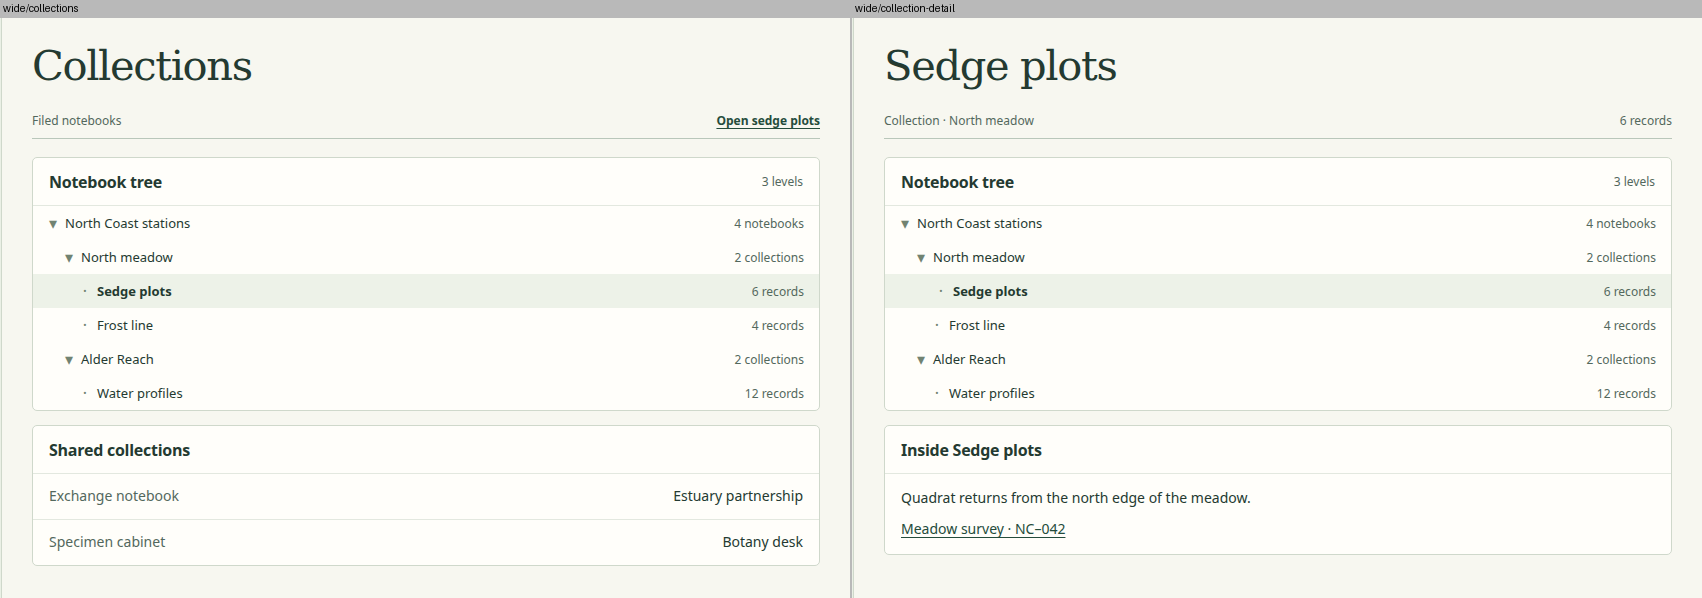 wide/collections
Collections
Filed notebooks Open sedge plots
Notebook tree 3 levels
▼ North Coast stations 4 notebooks
▼ North meadow 2 collections
· Sedge plots 6 records
· Frost line 4 records
▼ Alder Reach 2 collections
· Water profiles 12 records
Shared collections
Exchange notebook Estuary partnership
Specimen cabinet Botany desk
wide/collection-detail
Sedge plots
Collection · North meadow 6 records
Notebook tree 3 levels
▼ North Coast stations 4 notebooks
▼ North meadow 2 collections
· Sedge plots 6 records
· Frost line 4 records
▼ Alder Reach 2 collections
· Water profiles 12 records
Inside Sedge plots
Quadrat returns from the north edge of the meadow.
Meadow survey · NC–042